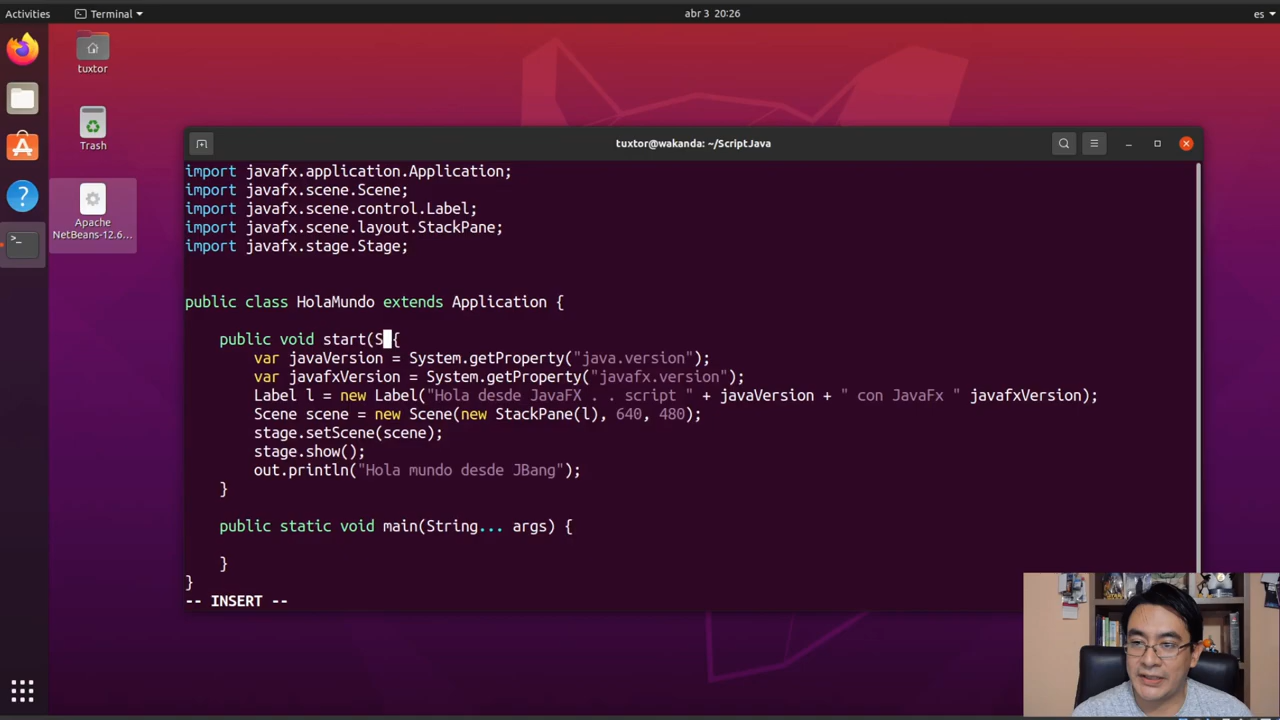 Activities
Terminal
abr 3 20:26
es
tuxtor
Trash
Apache
NetBeans-12.6...
tuxtor@wakanda: ~/ScriptJava
import javafx.application.Application;
import javafx.scene.Scene;
import javafx.scene.control.Label;
import javafx.scene.layout.StackPane;
import javafx.stage.Stage;
public class HolaMundo extends Application {
public void start(S {
var javaVersion = System.getProperty("java.version");
var javafxVersion = System.getProperty("javafx.version");
Label l = new Label("Hola desde JavaFX . . script " + javaVersion + " con JavaFx " javafxVersion);
Scene scene = new Scene(new StackPane(l), 640, 480);
stage.setScene(scene);
stage.show();
out.println("Hola mundo desde JBang");
}
public static void main(String... args) {
}
}
-- INSERT --